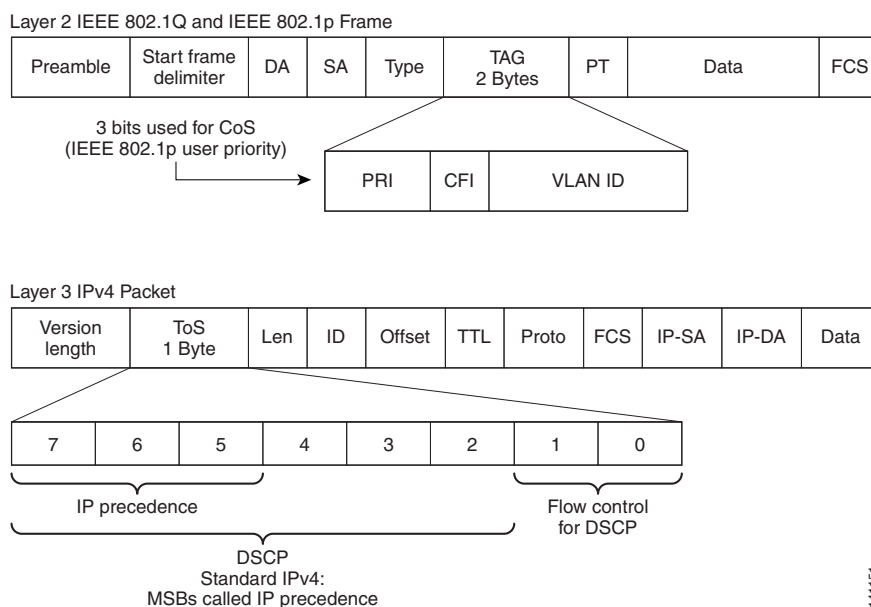 Layer 2 IEEE 802.1Q and IEEE 802.1p Frame
Preamble
Start frame
delimiter
DA
SA
Type
TAG
2 Bytes
PT
Data
FCS
3 bits used for CoS
(IEEE 802.1p user priority)
PRI
CFI
VLAN ID
Layer 3 IPv4 Packet
Version
length
ToS
1 Byte
Len
ID
Offset
TTL
Proto
FCS
IP-SA
IP-DA
Data
7
6
5
4
3
2
1
0
IP precedence
Flow control
for DSCP
DSCP
Standard IPv4:
MSBs called IP precedence